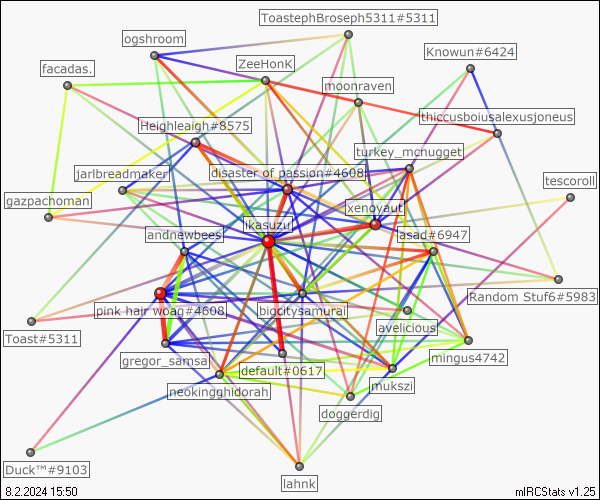 ToastephBroseph5311#5311
ogshroom
Knowun#6424
ZeeHonK
facadas.
moonraven
thiccusboiusalexusjoneus
Heighleaigh#8575
turkey_mcnugget
jarlbreadmaker
disaster of passion#4608
tescoroll
gazpachoman
xenoyaut
likasuzu
andnewbees
asad#6947
Random Stuf6#5983
pink hair woag#4608
bigcitysamurai
avelicious
Toast#5311
gregor_samsa
mingus4742
default#0617
mukszi
neokingghidorah
doggerdig
Duck™#9103
lahnk
8.2.2024 15:50
mIRCStats v1.25